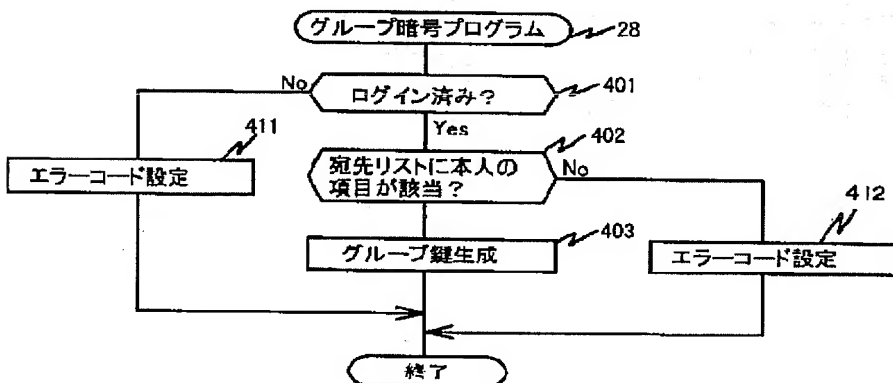 グループ暗号プログラム 28
No ログイン済み? 401
Yes
411
402
宛先リストに本人の
項目が該当?
No
エラーコード設定
412
グループ鍵生成 403
エラーコード設定
終了